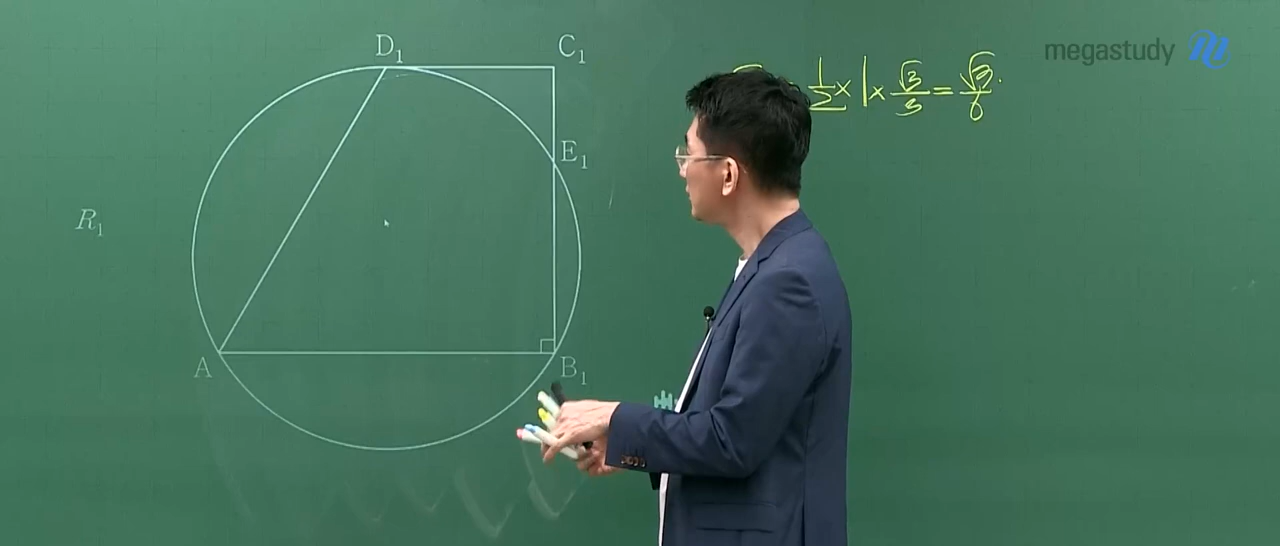 D₁
C₁
megastudy
= 1/2 × 1 × √3/3 = √3/6.
E₁
R₁
A
B₁